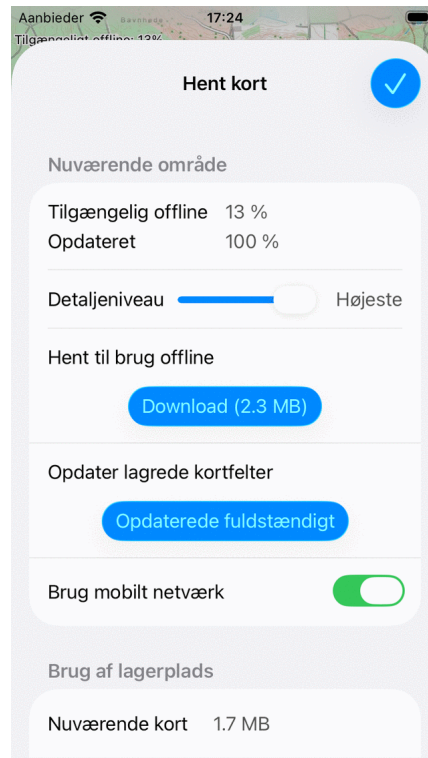 Aanbieder 17:24
Bavnhøde
Tilgængeligt offline: 13%
Hent kort
Nuværende område
Tilgængelig offline 13 %
Opdateret 100 %
Detaljeniveau Højeste
Hent til brug offline
Download (2.3 MB)
Opdater lagrede kortfelter
Opdaterede fuldstændigt
Brug mobilt netværk
Brug af lagerplads
Nuværende kort 1.7 MB